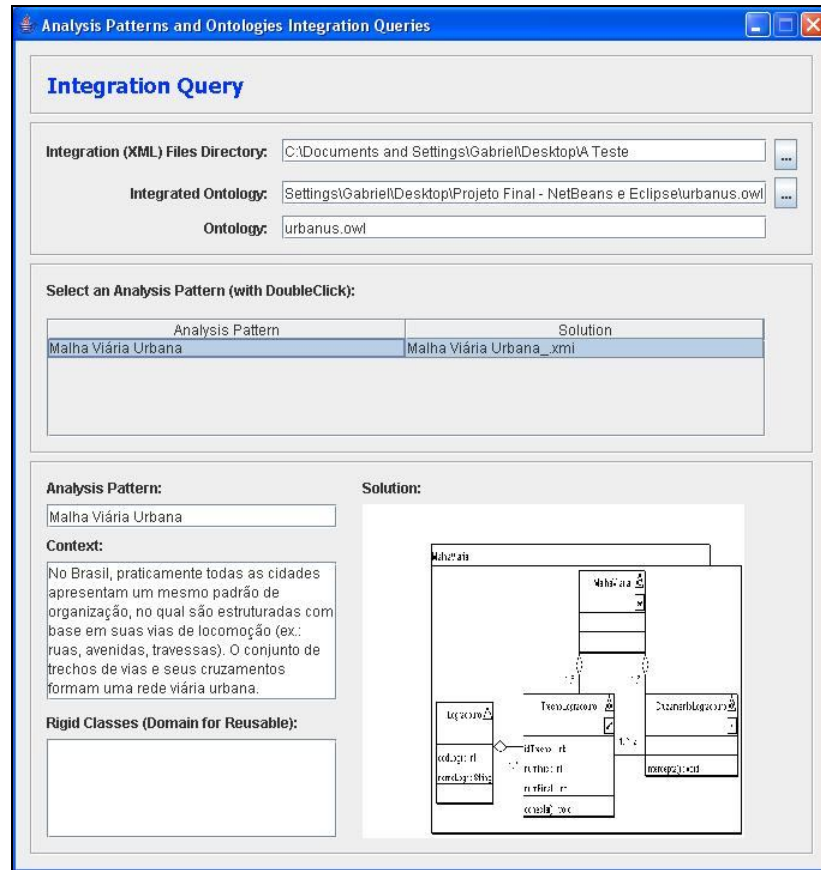 Analysis Patterns and Ontologies Integration Queries
Integration Query
Integration (XML) Files Directory: C:\Documents and Settings\Gabriel\Desktop\A Teste ...
Integrated Ontology: Settings\Gabriel\Desktop\Projeto Final - NetBeans e Eclipse\urbanus.owl ...
Ontology: urbanus.owl
Select an Analysis Pattern (with DoubleClick):
Analysis Pattern Solution
Malha Viária Urbana Malha Viária Urbana_.xmi
Analysis Pattern: Solution:
Malha Viária Urbana
Context:
No Brasil, praticamente todas as cidades
apresentam um mesmo padrão de
organização, no qual são estruturadas com
base em suas vias de locomoção (ex.:
ruas, avenidas, travessas). O conjunto de
trechos de vias e seus cruzamentos
formam uma rede viária urbana.
Rigid Classes (Domain for Reusable):